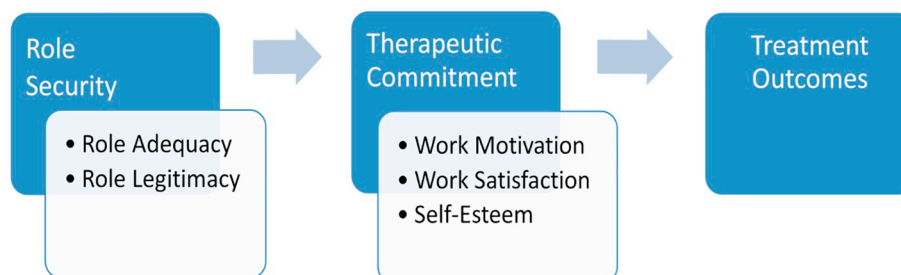 Role
Security
• Role Adequacy
• Role Legitimacy
Therapeutic
Commitment
• Work Motivation
• Work Satisfaction
• Self-Esteem
Treatment
Outcomes